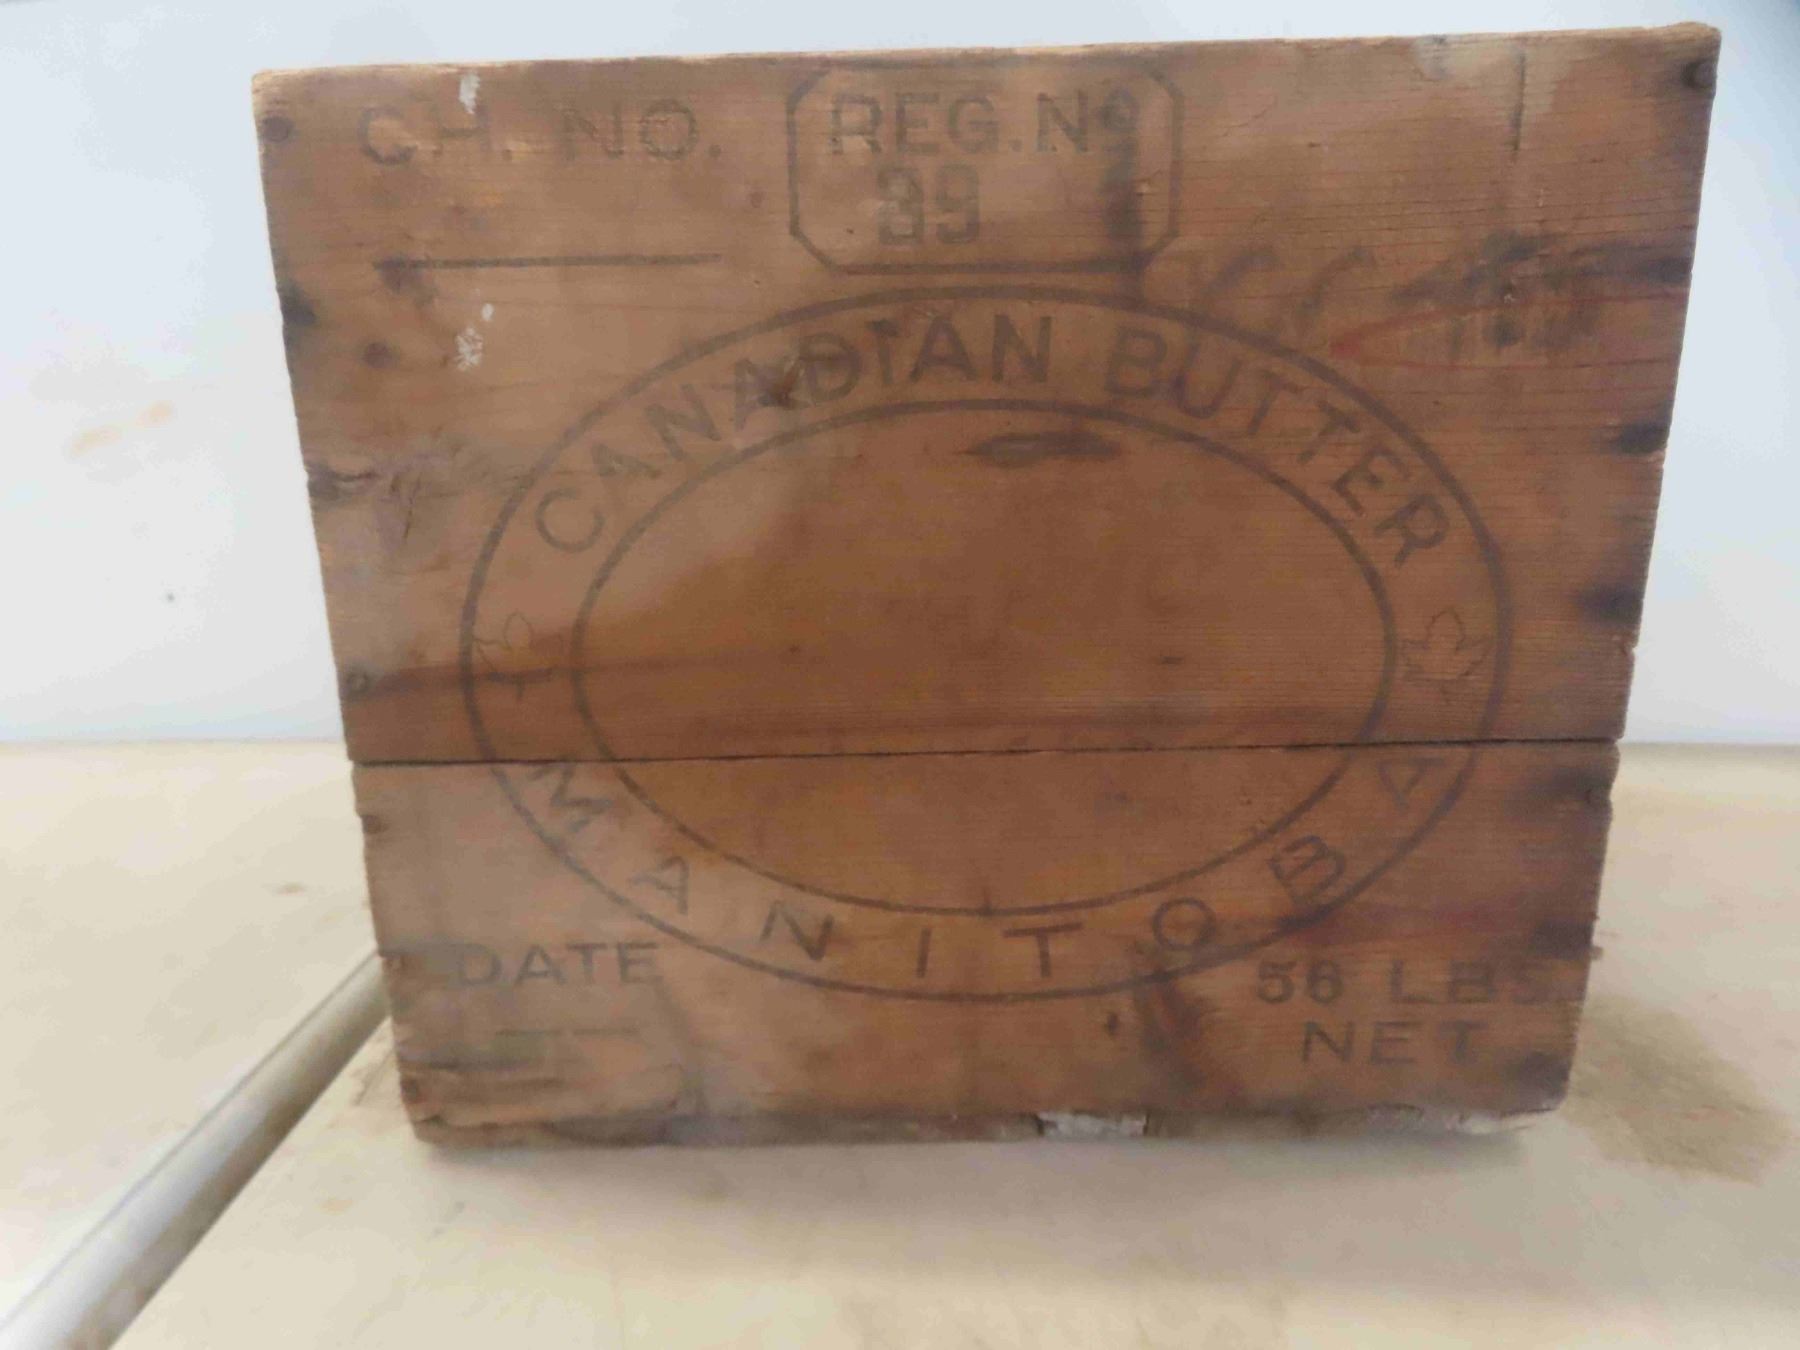 CH. NO.
REG. Nº
39
CANADIAN BUTTER
MANITOBA
DATE
56 LBS.
NET